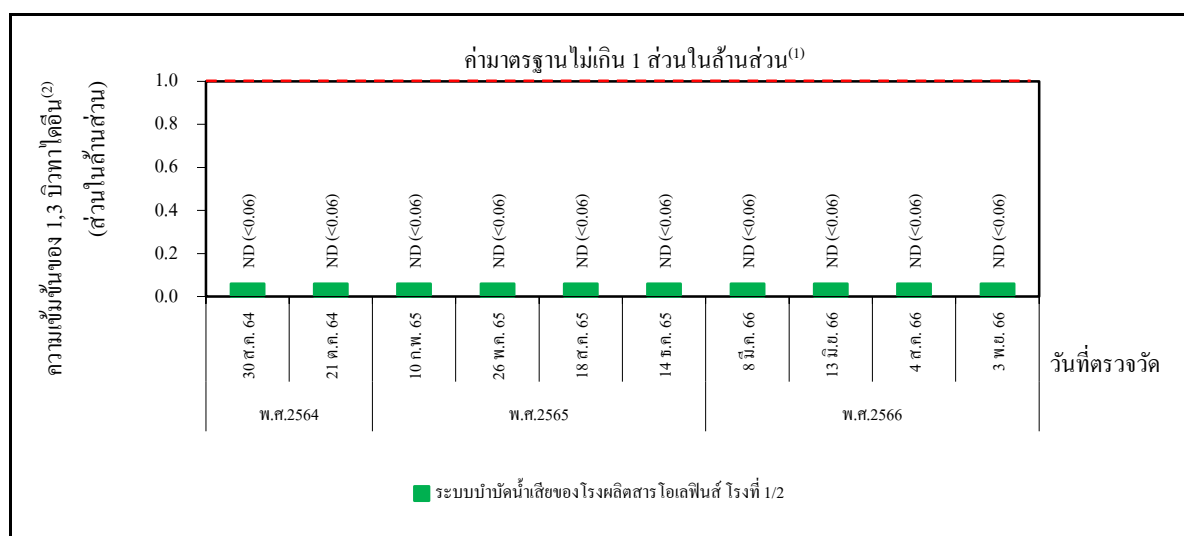 ค่ามาตรฐานไม่เกิน 1 ส่วนในล้านส่วน(1)
ความเข้มข้นของ 1,3 บิวทาไดอีน(2)
(ส่วนในล้านส่วน)
1.0
0.8
0.6
0.4
0.2
0.0
ND (<0.06)
ND (<0.06)
ND (<0.06)
ND (<0.06)
ND (<0.06)
ND (<0.06)
ND (<0.06)
ND (<0.06)
ND (<0.06)
ND (<0.06)
30 ส.ค. 64
21 ต.ค. 64
10 ก.พ. 65
26 พ.ค. 65
18 ส.ค. 65
14 ธ.ค. 65
8 มี.ค. 66
13 มิ.ย. 66
4 ส.ค. 66
3 พ.ย. 66
วันที่ตรวจวัด
พ.ศ.2564
พ.ศ.2565
พ.ศ.2566
ระบบบำบัดน้ำเสียของโรงผลิตสารโอเลฟินส์ โรงที่ 1/2